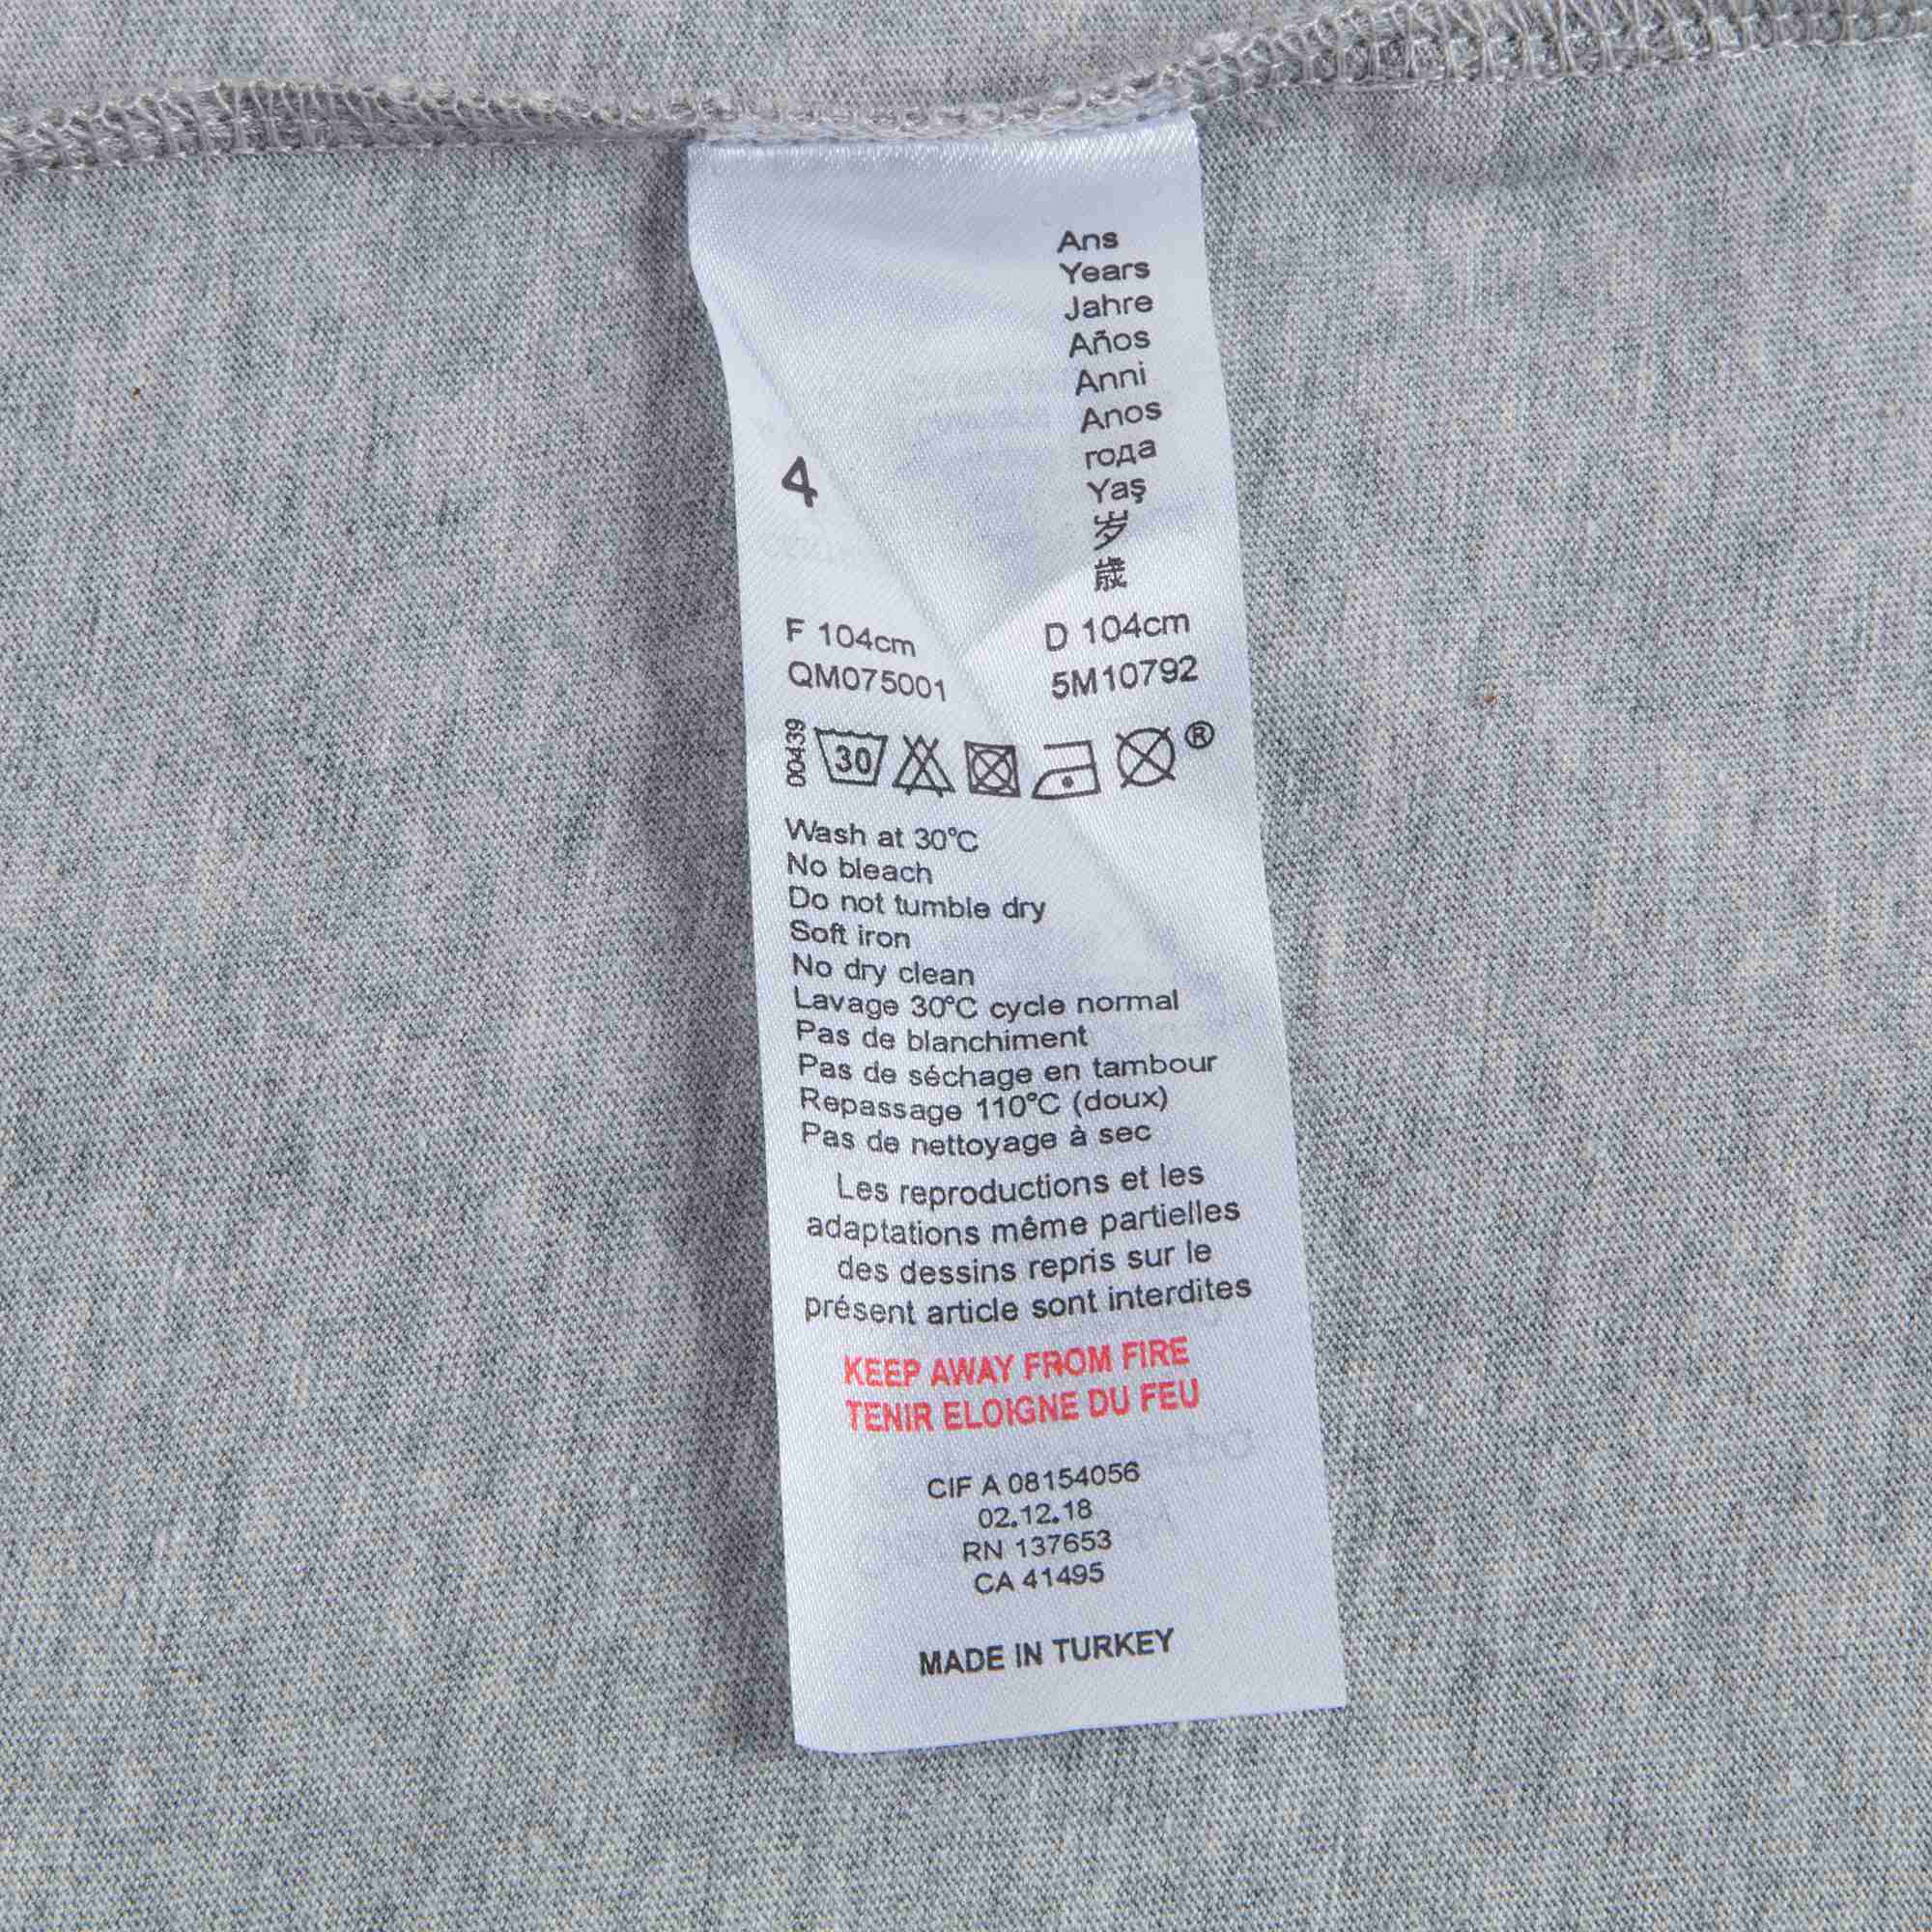 Ans
Years
Jahre
Años
Anni
Anos
года
Yaş
岁
歳
4
F 104cm D 104cm
QM075001 5M10792
00439 30 ®
Wash at 30°C
No bleach
Do not tumble dry
Soft iron
No dry clean
Lavage 30°C cycle normal
Pas de blanchiment
Pas de séchage en tambour
Repassage 110°C (doux)
Pas de nettoyage à sec
Les reproductions et les
adaptations même partielles
des dessins repris sur le
présent article sont interdites
KEEP AWAY FROM FIRE
TENIR ELOIGNE DU FEU
CIF A 08154056
02.12.18
RN 137653
CA 41495
MADE IN TURKEY